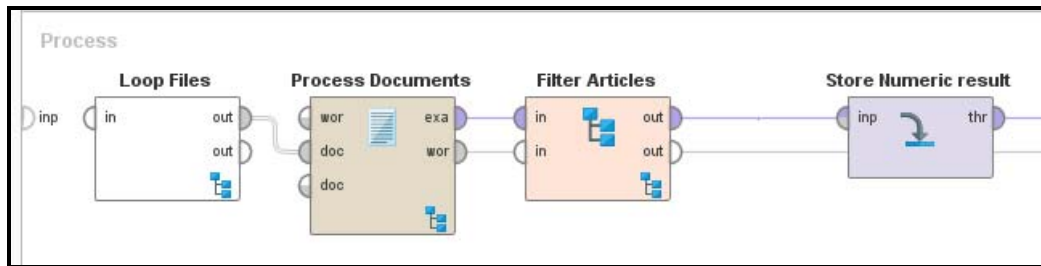 Process
Loop Files Process Documents Filter Articles Store Numeric result
inp in out wor exa in out inp thr
out doc wor in out
doc